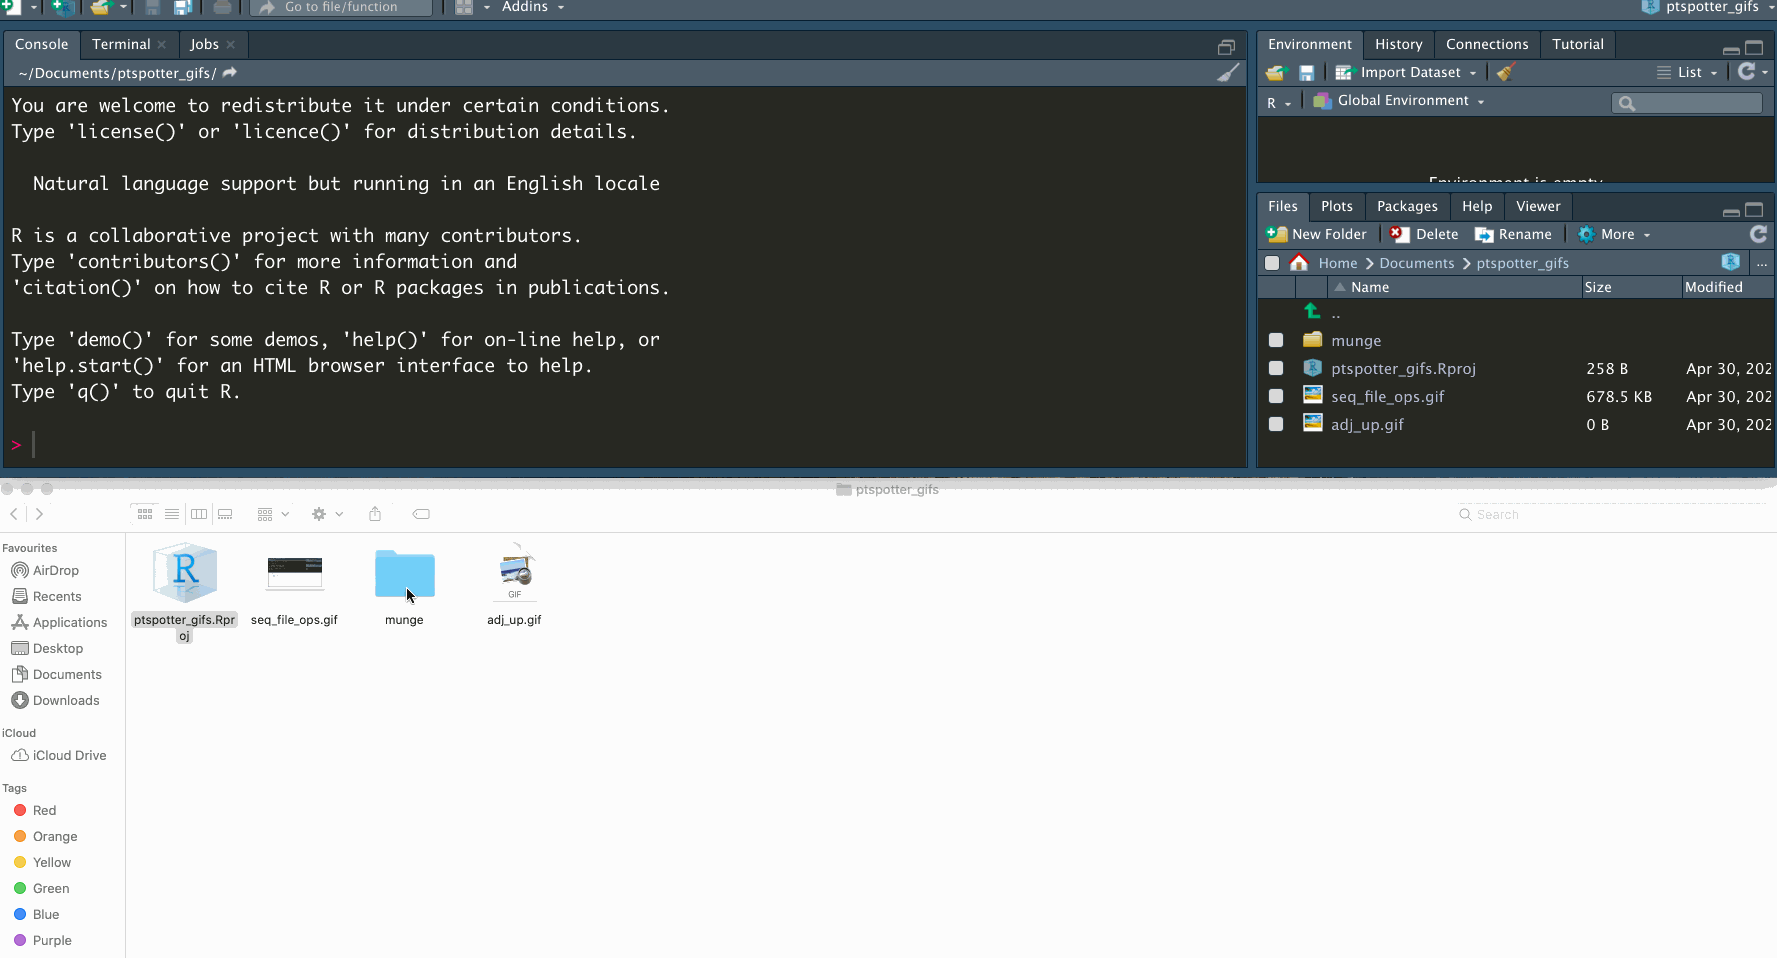 Go to file/function
Addins
ptspotter_gifs
Console Terminal Jobs
~/Documents/ptspotter_gifs/
You are welcome to redistribute it under certain conditions.
Type 'license()' or 'licence()' for distribution details.
Natural language support but running in an English locale
R is a collaborative project with many contributors.
Type 'contributors()' for more information and
'citation()' on how to cite R or R packages in publications.
Type 'demo()' for some demos, 'help()' for on-line help, or
'help.start()' for an HTML browser interface to help.
Type 'q()' to quit R.
>
Environment History Connections Tutorial
Import Dataset List
R Global Environment
Environment is empty
Files Plots Packages Help Viewer
New Folder Delete Rename More
Home Documents ptspotter_gifs ...
Name Size Modified
..
munge
ptspotter_gifs.Rproj 258 B Apr 30, 202
seq_file_ops.gif 678.5 KB Apr 30, 202
adj_up.gif 0 B Apr 30, 202
ptspotter_gifs
Search
Favourites
AirDrop
Recents
Applications
Desktop
Documents
Downloads
iCloud
iCloud Drive
Tags
Red
Orange
Yellow
Green
Blue
Purple
R
GIF
ptspotter_gifs.Rpr
oj
seq_file_ops.gif
munge
adj_up.gif